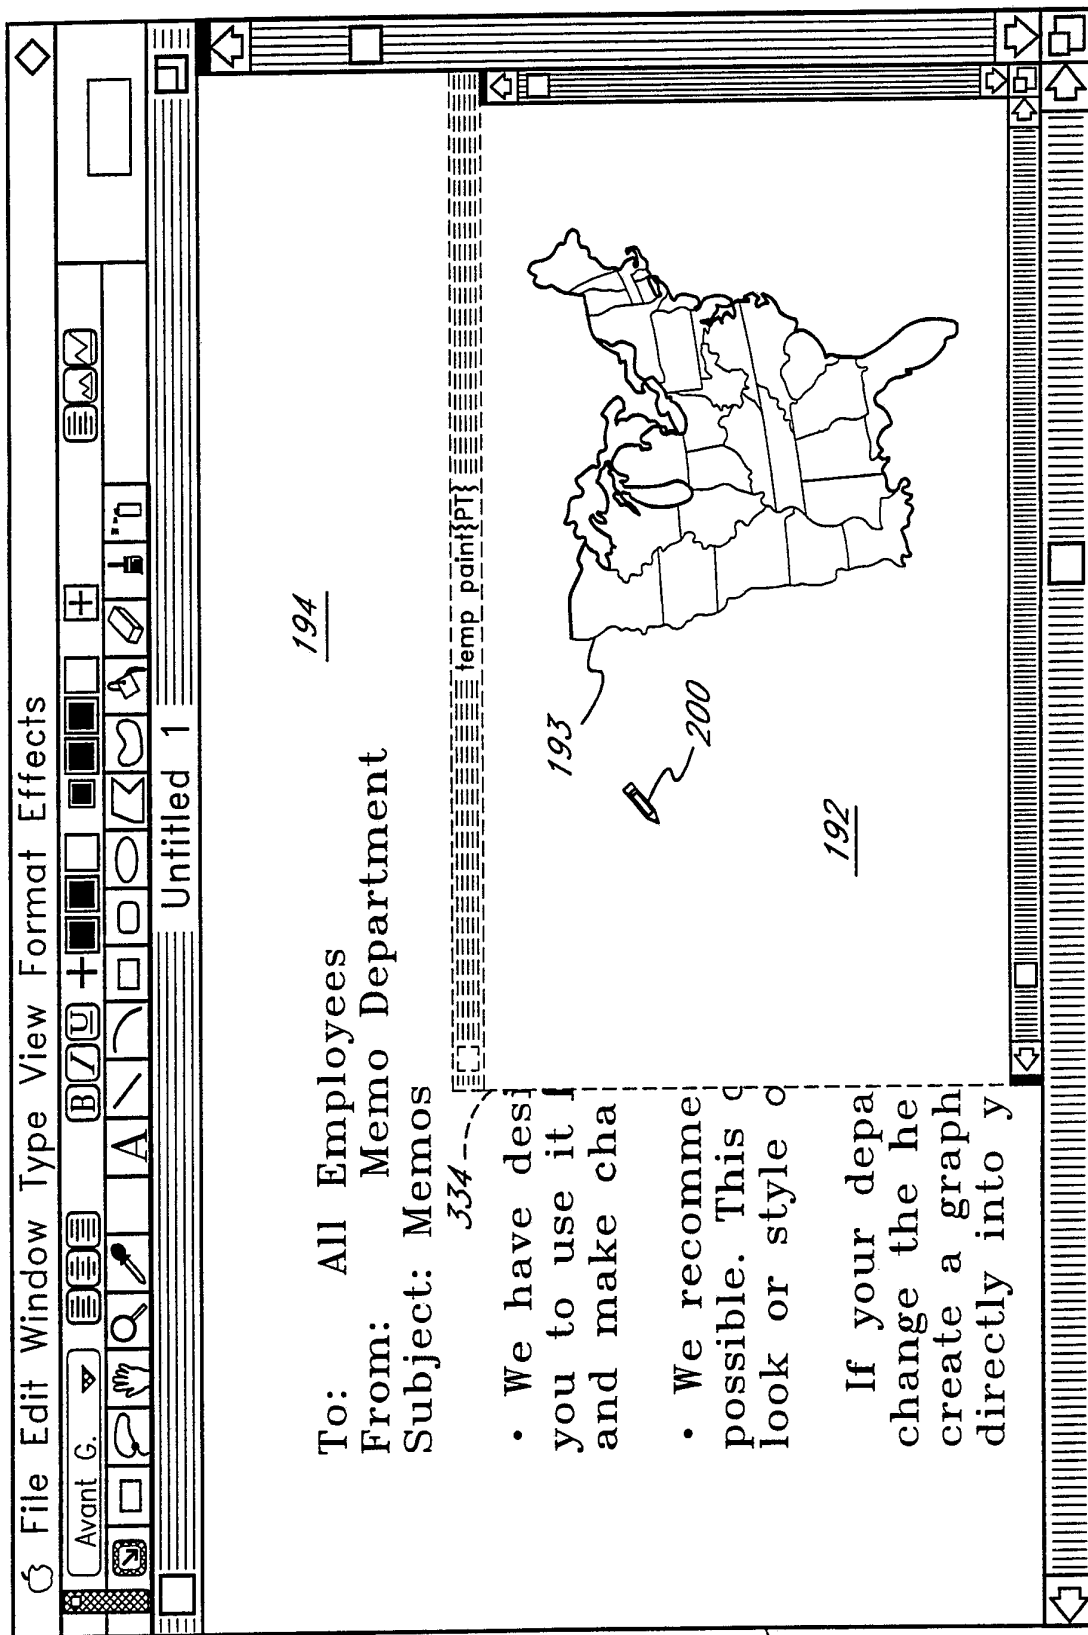 File Edit Window Type View Format Effects
Avant G. B I U
A
Untitled 1
194
To: All Employees
From: Memo Department
Subject: Memos
334
temp paint{PT}
• We have desi
you to use it
and make cha
193
200
• We recomme
possible. This
look or style o
192
If your depa
change the he
create a graph
directly into y